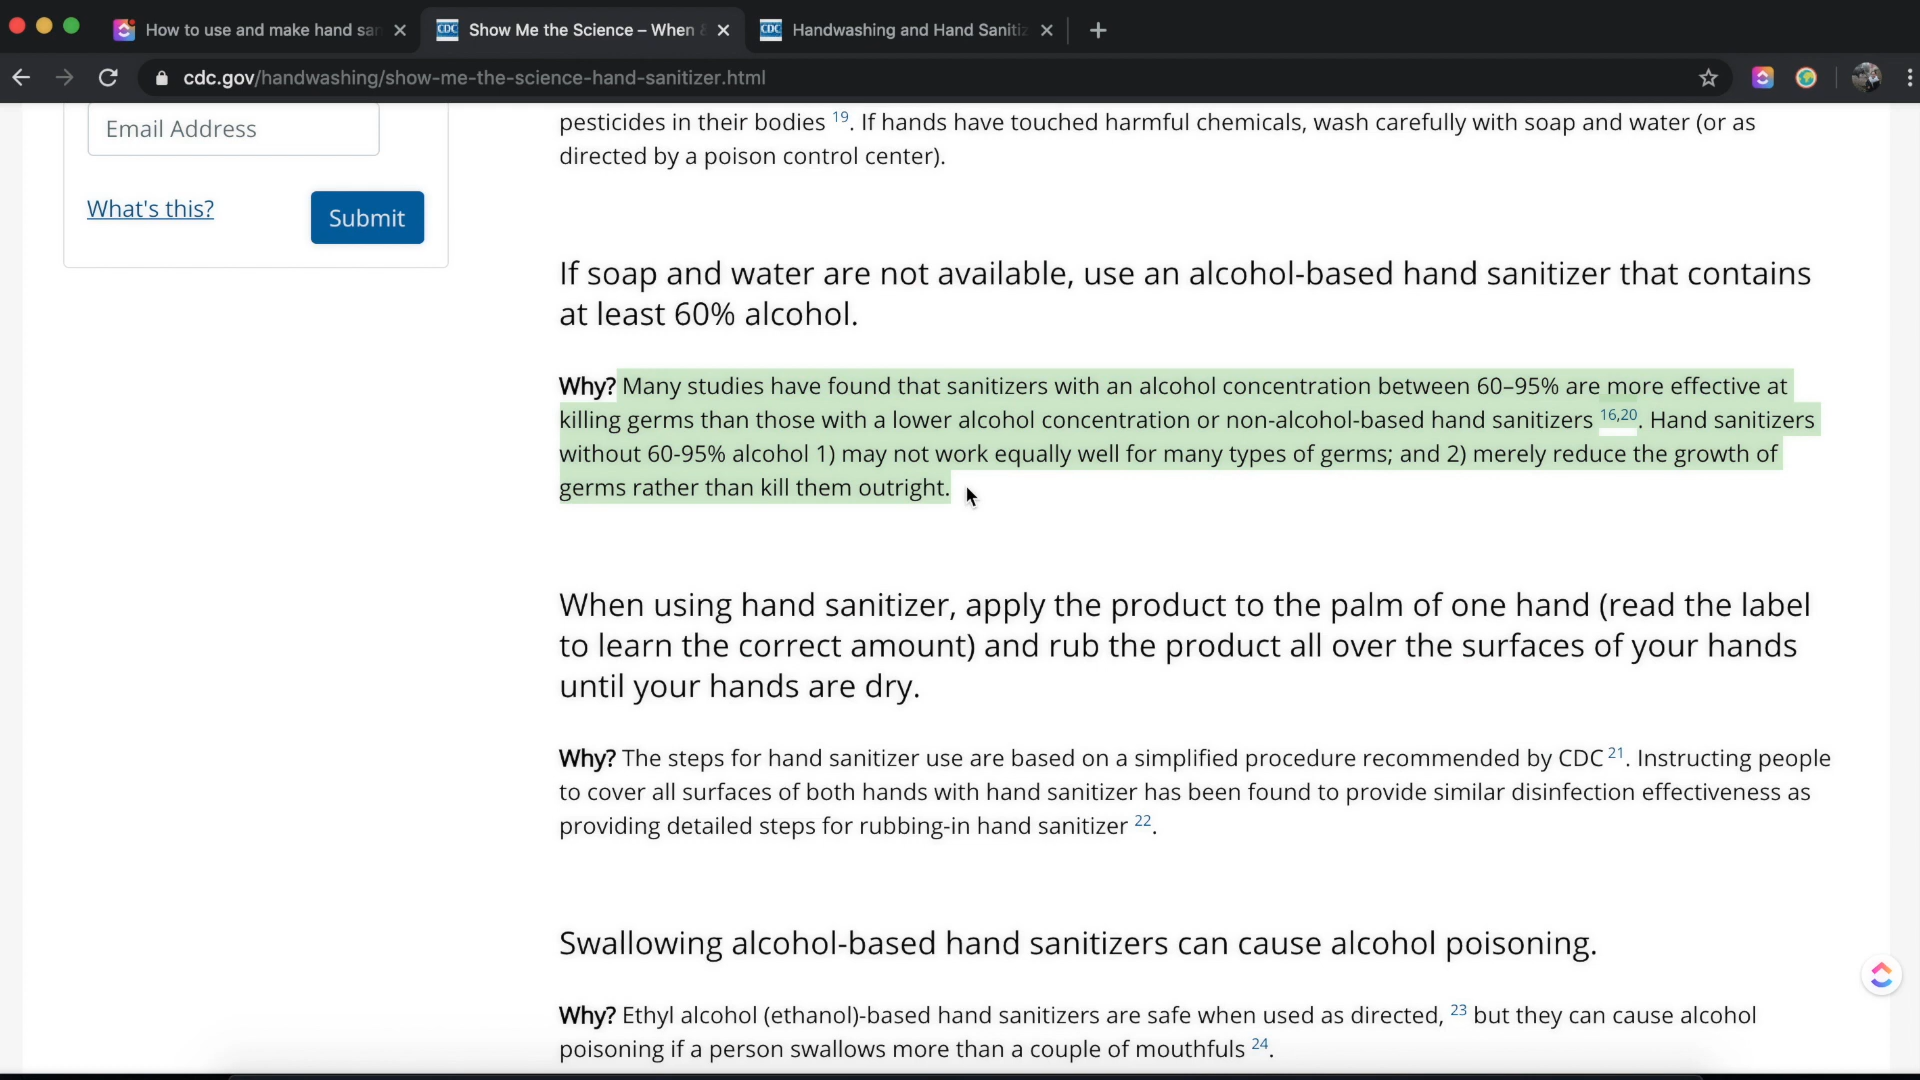 How to use and make hand san
Show Me the Science – When &
Handwashing and Hand Sanitiz
cdc.gov/handwashing/show-me-the-science-hand-sanitizer.html
Email Address
What's this?
Submit
pesticides in their bodies 19. If hands have touched harmful chemicals, wash carefully with soap and water (or as
directed by a poison control center).
If soap and water are not available, use an alcohol-based hand sanitizer that contains
at least 60% alcohol.
Why? Many studies have found that sanitizers with an alcohol concentration between 60–95% are more effective at
killing germs than those with a lower alcohol concentration or non-alcohol-based hand sanitizers 16,20. Hand sanitizers
without 60-95% alcohol 1) may not work equally well for many types of germs; and 2) merely reduce the growth of
germs rather than kill them outright.
When using hand sanitizer, apply the product to the palm of one hand (read the label
to learn the correct amount) and rub the product all over the surfaces of your hands
until your hands are dry.
Why? The steps for hand sanitizer use are based on a simplified procedure recommended by CDC 21. Instructing people
to cover all surfaces of both hands with hand sanitizer has been found to provide similar disinfection effectiveness as
providing detailed steps for rubbing-in hand sanitizer 22.
Swallowing alcohol-based hand sanitizers can cause alcohol poisoning.
Why? Ethyl alcohol (ethanol)-based hand sanitizers are safe when used as directed, 23 but they can cause alcohol
poisoning if a person swallows more than a couple of mouthfuls 24.